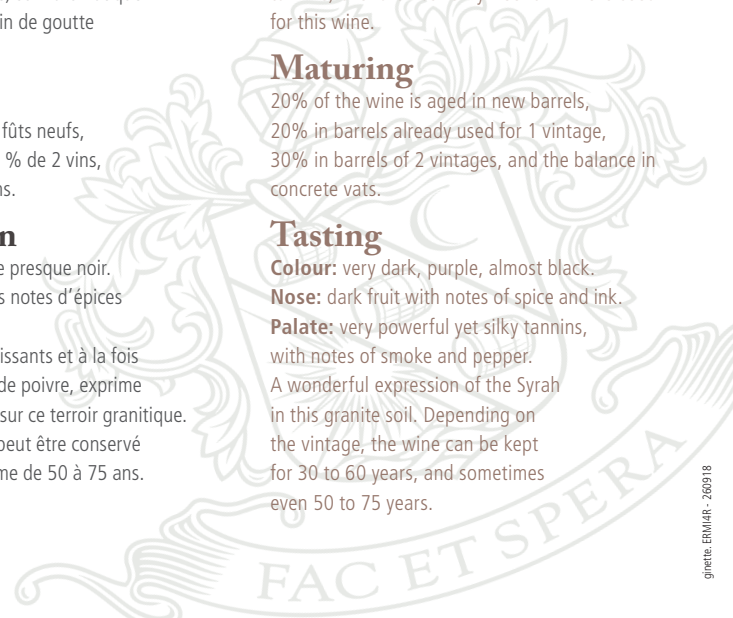 in de goutte
fûts neufs,
% de 2 vins,
presque noir.
notes d’épices
et à la fois
de poivre, exprime
sur ce terroir granitique.
peut être conservé
de 50 à 75 ans.
for this wine.
Maturing
20% of the wine is aged in new barrels,
20% in barrels already used for 1 vintage,
30% in barrels of 2 vintages, and the balance in
concrete vats.
Tasting
Colour: very dark, purple, almost black.
Nose: dark fruit with notes of spice and ink.
Palate: very powerful yet silky tannins,
with notes of smoke and pepper.
A wonderful expression of the Syrah
in this granite soil. Depending on
the vintage, the wine can be kept
for 30 to 60 years, and sometimes
even 50 to 75 years.
FAC ET SPERA
ginette. ERMI4R - 260918